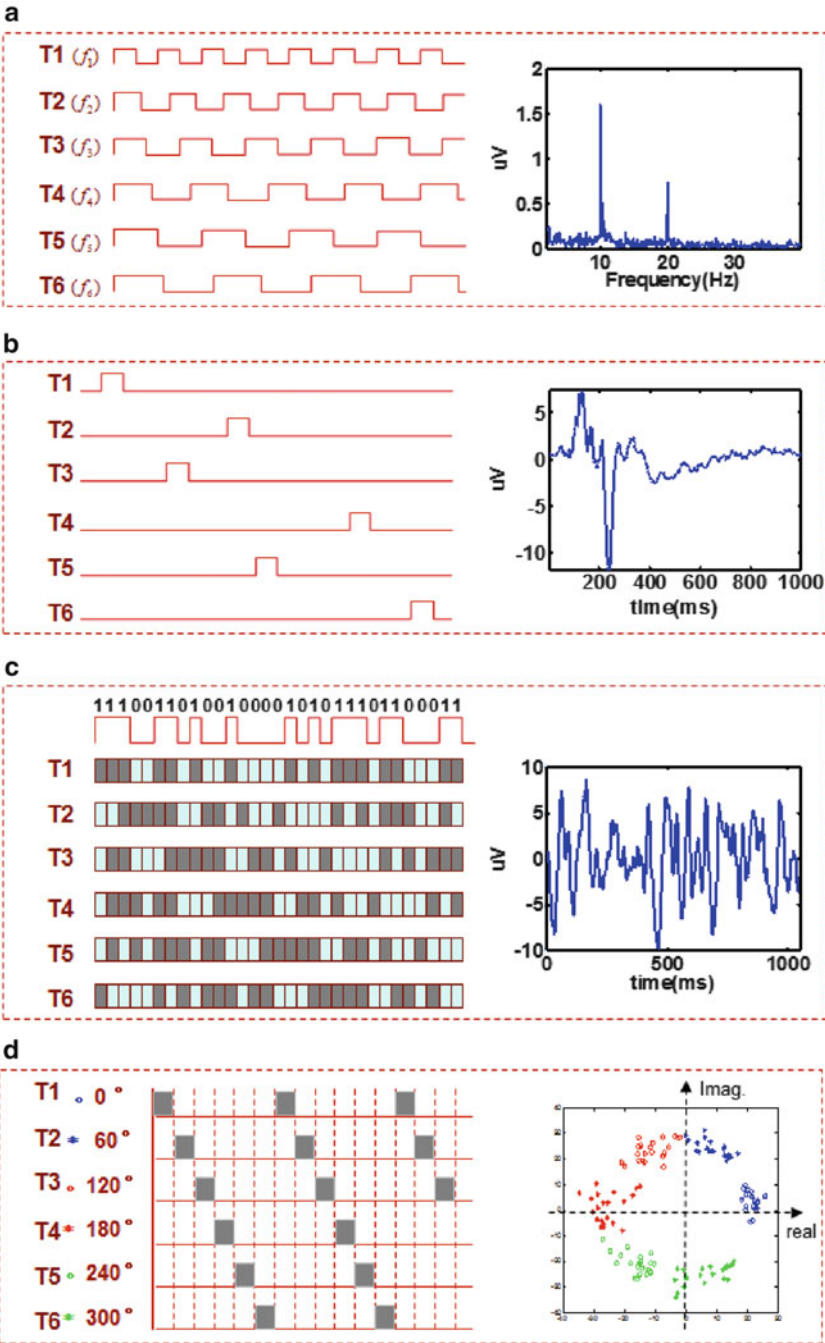 a
T1 (f1)
T2 (f2)
T3 (f3)
T4 (f4)
T5 (f5)
T6 (f6)
2
1.5
1
0.5
0
uV
10 20 30
Frequency(Hz)
b
T1
T2
T3
T4
T5
T6
5
0
-5
-10
uV
200 400 600 800 1000
time(ms)
c
1110011010010000101011101100011
T1
T2
T3
T4
T5
T6
10
5
0
-5
-10
uV
0 500 1000
time(ms)
d
T1 0°
T2 60°
T3 120°
T4 180°
T5 240°
T6 300°
Imag.
real